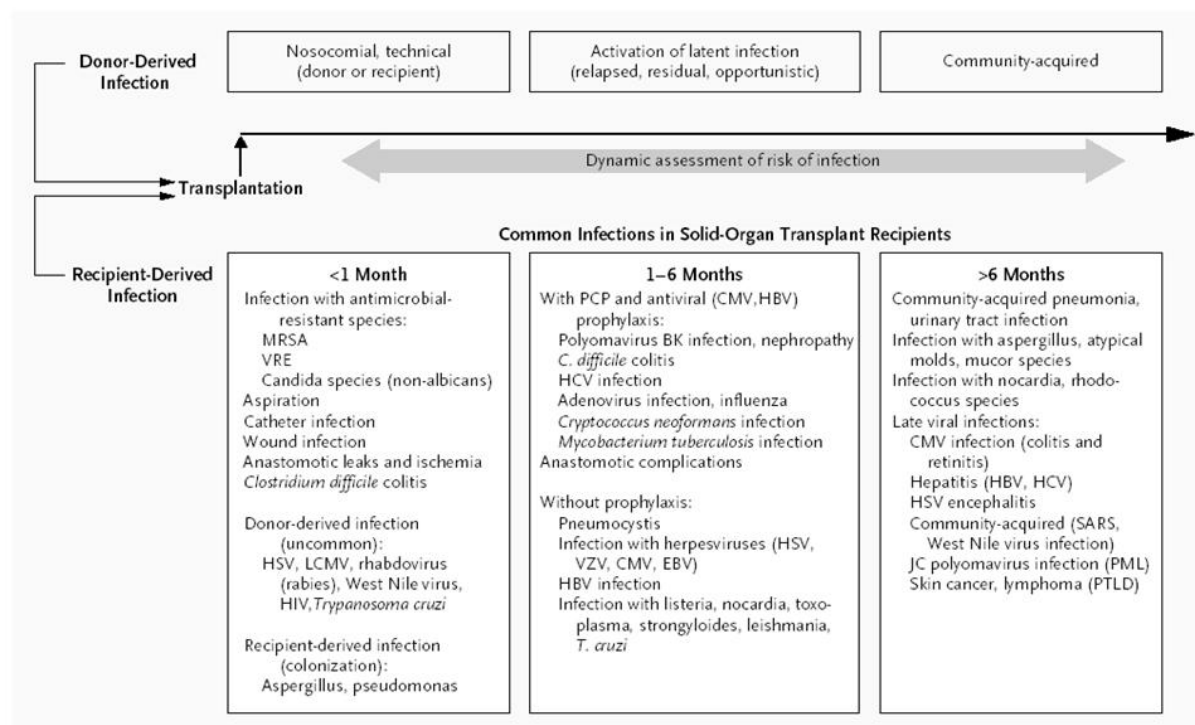 Donor-Derived
Infection
Nosocomial, technical
(donor or recipient)
Activation of latent infection
(relapsed, residual, opportunistic)
Community-acquired
Dynamic assessment of risk of infection
Transplantation
Common Infections in Solid-Organ Transplant Recipients
Recipient-Derived
Infection
<1 Month
Infection with antimicrobial-
resistant species:
MRSA
VRE
Candida species (non-albicans)
Aspiration
Catheter infection
Wound infection
Anastomotic leaks and ischemia
Clostridium difficile colitis
Donor-derived infection
(uncommon):
HSV, LCMV, rhabdovirus
(rabies), West Nile virus,
HIV, Trypanosoma cruzi
Recipient-derived infection
(colonization):
Aspergillus, pseudomonas
1–6 Months
With PCP and antiviral (CMV,HBV)
prophylaxis:
Polyomavirus BK infection, nephropathy
C. difficile colitis
HCV infection
Adenovirus infection, influenza
Cryptococcus neoformans infection
Mycobacterium tuberculosis infection
Anastomotic complications
Without prophylaxis:
Pneumocystis
Infection with herpesviruses (HSV,
VZV, CMV, EBV)
HBV infection
Infection with listeria, nocardia, toxo-
plasma, strongyloides, leishmania,
T. cruzi
>6 Months
Community-acquired pneumonia,
urinary tract infection
Infection with aspergillus, atypical
molds, mucor species
Infection with nocardia, rhodo-
coccus species
Late viral infections:
CMV infection (colitis and
retinitis)
Hepatitis (HBV, HCV)
HSV encephalitis
Community-acquired (SARS,
West Nile virus infection)
JC polyomavirus infection (PML)
Skin cancer, lymphoma (PTLD)